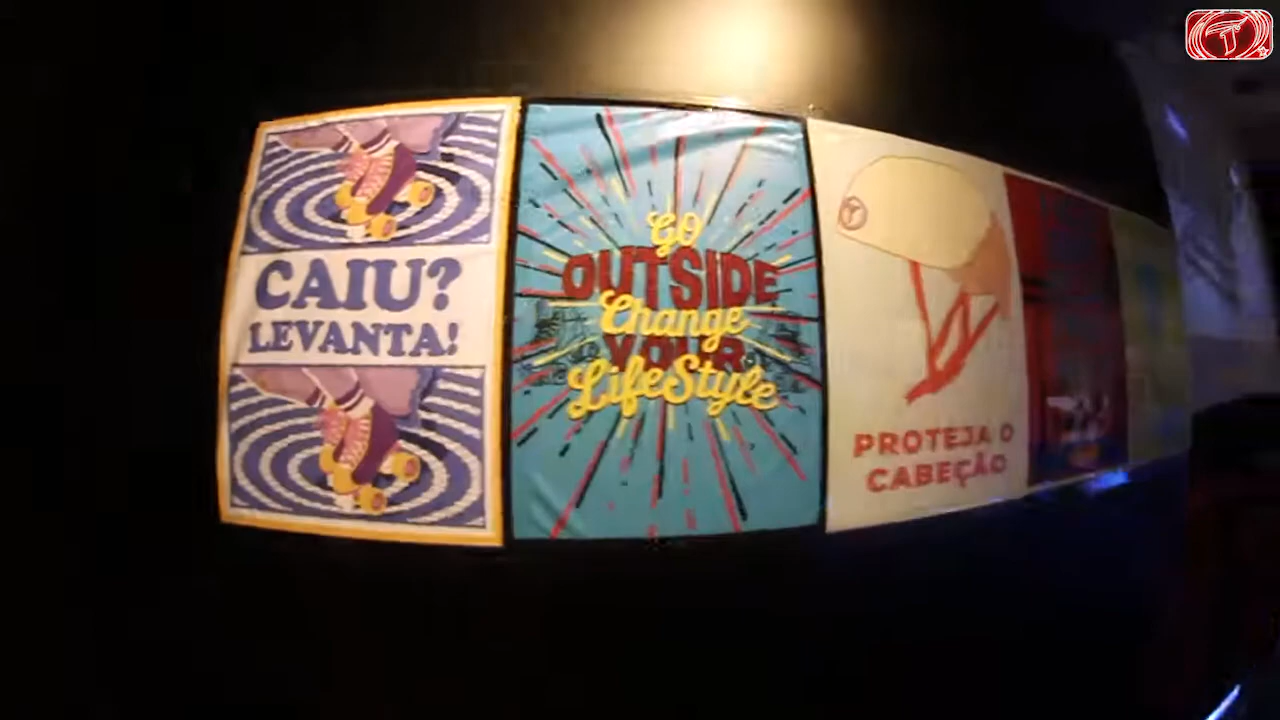 CAIU?
LEVANTA!
GO
OUTSIDE
Change
YOUR
LifeStyle
PROTEJA O
CABEÇÃO